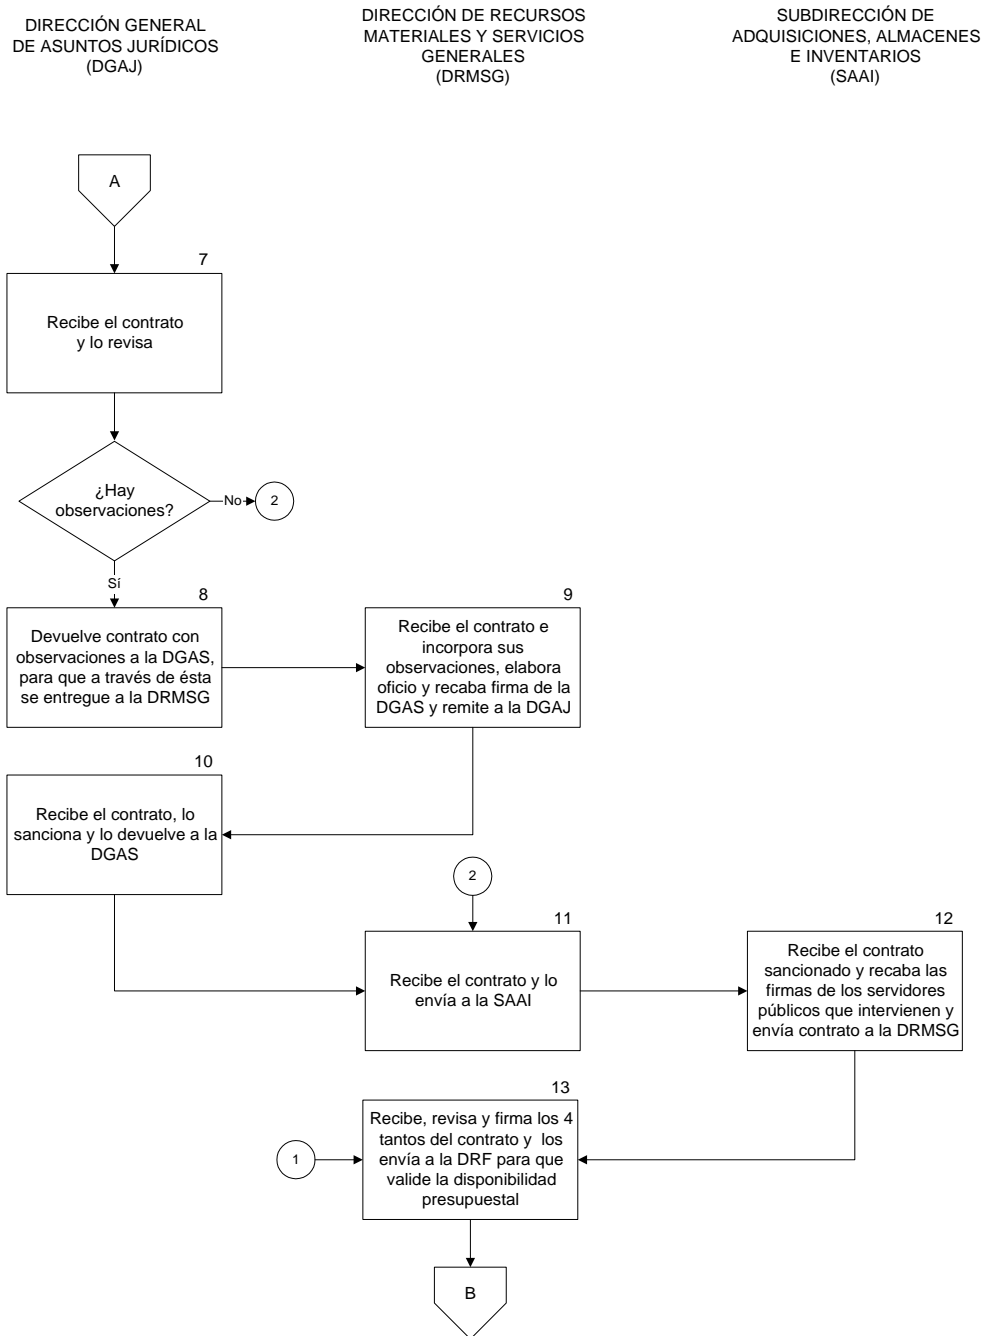 DIRECCIÓN GENERAL
DE ASUNTOS JURÍDICOS
(DGAJ)
DIRECCIÓN DE RECURSOS
MATERIALES Y SERVICIOS
GENERALES
(DRMSG)
SUBDIRECCIÓN DE
ADQUISICIONES, ALMACENES
E INVENTARIOS
(SAAI)
A
7
Recibe el contrato
y lo revisa
¿Hay
observaciones?
No
2
Sí
8
Devuelve contrato con
observaciones a la DGAS,
para que a través de ésta
se entregue a la DRMSG
9
Recibe el contrato e
incorpora sus
observaciones, elabora
oficio y recaba firma de la
DGAS y remite a la DGAJ
10
Recibe el contrato, lo
sanciona y lo devuelve a la
DGAS
2
11
Recibe el contrato y lo
envía a la SAAI
12
Recibe el contrato
sancionado y recaba las
firmas de los servidores
públicos que intervienen y
envía contrato a la DRMSG
13
Recibe, revisa y firma los 4
tantos del contrato y los
envía a la DRF para que
valide la disponibilidad
presupuestal
1
B